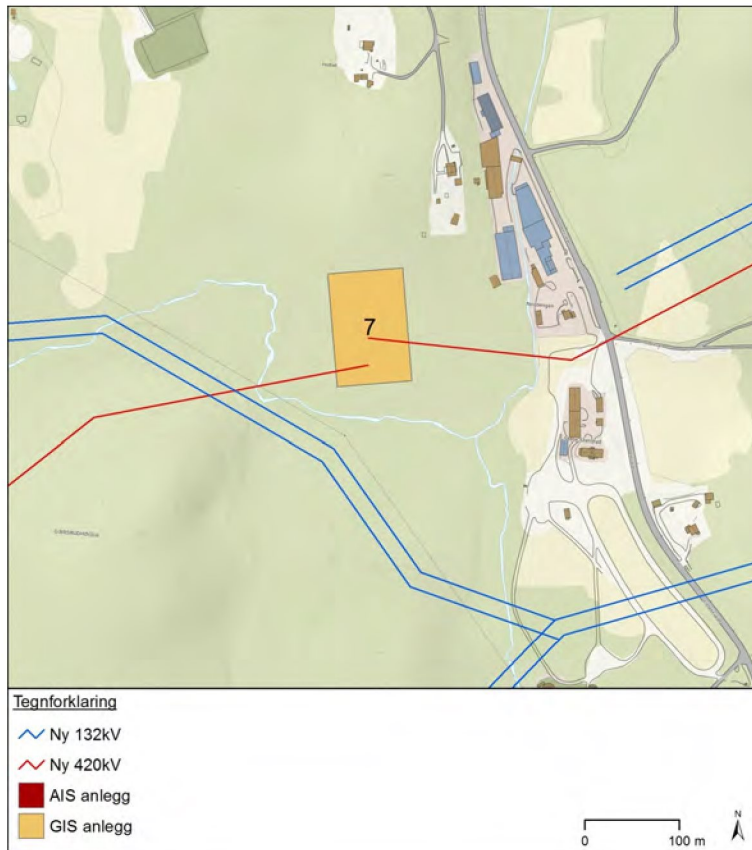 7
Tegnforklaring
Ny 132kV
Ny 420kV
AIS anlegg
GIS anlegg
N
0
100 m